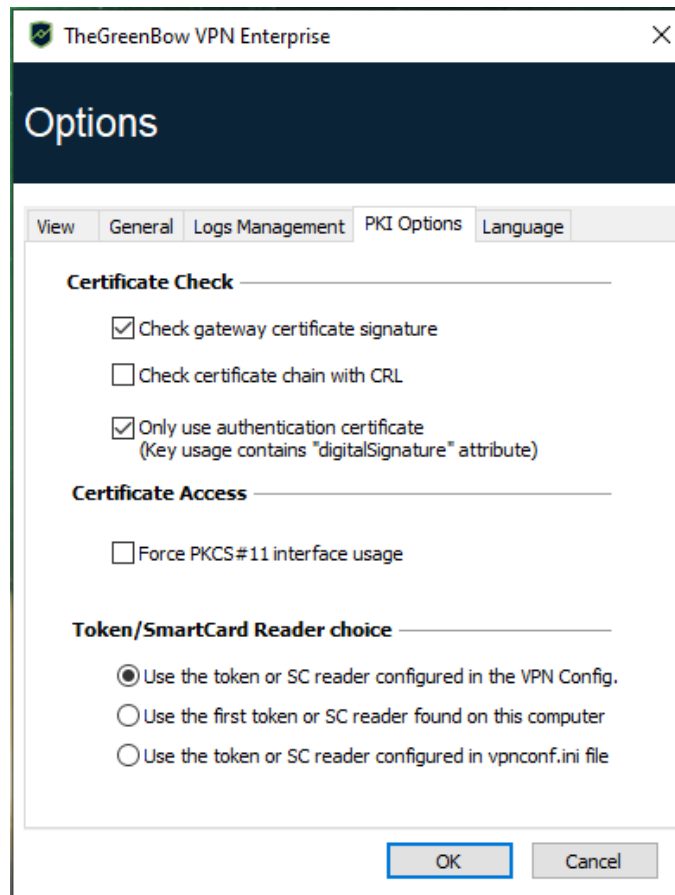 TheGreenBow VPN Enterprise
Options
View General Logs Management PKI Options Language
Certificate Check
Check gateway certificate signature
Check certificate chain with CRL
Only use authentication certificate
(Key usage contains "digitalSignature" attribute)
Certificate Access
Force PKCS#11 interface usage
Token/SmartCard Reader choice
Use the token or SC reader configured in the VPN Config.
Use the first token or SC reader found on this computer
Use the token or SC reader configured in vpnconf.ini file
OK Cancel